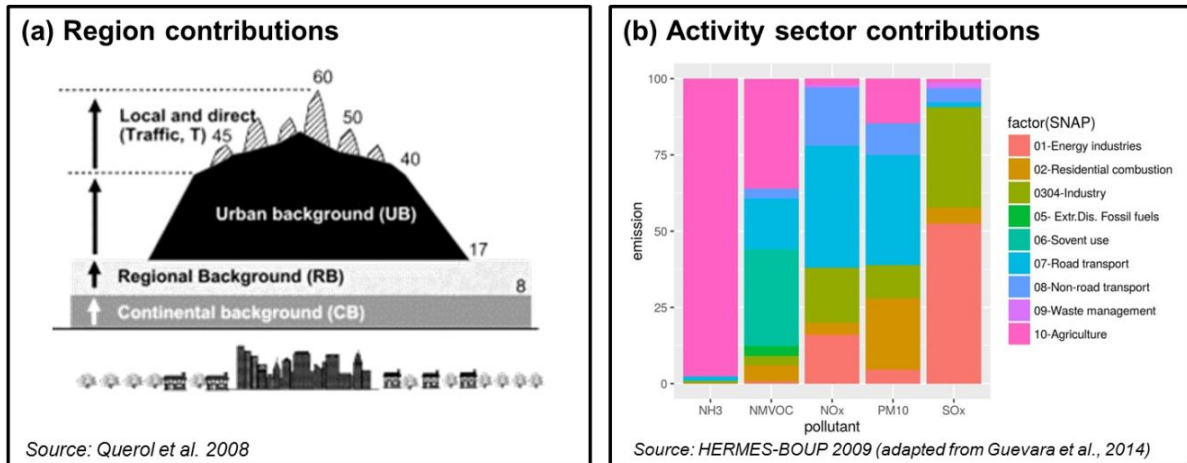 (a) Region contributions
60
Local and direct
(Traffic, T)
45
50
40
Urban background (UB)
17
Regional Background (RB)
8
Continental background (CB)
Source: Querol et al. 2008
(b) Activity sector contributions
100
75
50
25
0
emission
NH3 NMVOC NOx PM10 SOx
pollutant
factor(SNAP)
01-Energy industries
02-Residential combustion
0304-Industry
05- Extr.Dis. Fossil fuels
06-Sovent use
07-Road transport
08-Non-road transport
09-Waste management
10-Agriculture
Source: HERMES-BOUP 2009 (adapted from Guevara et al., 2014)